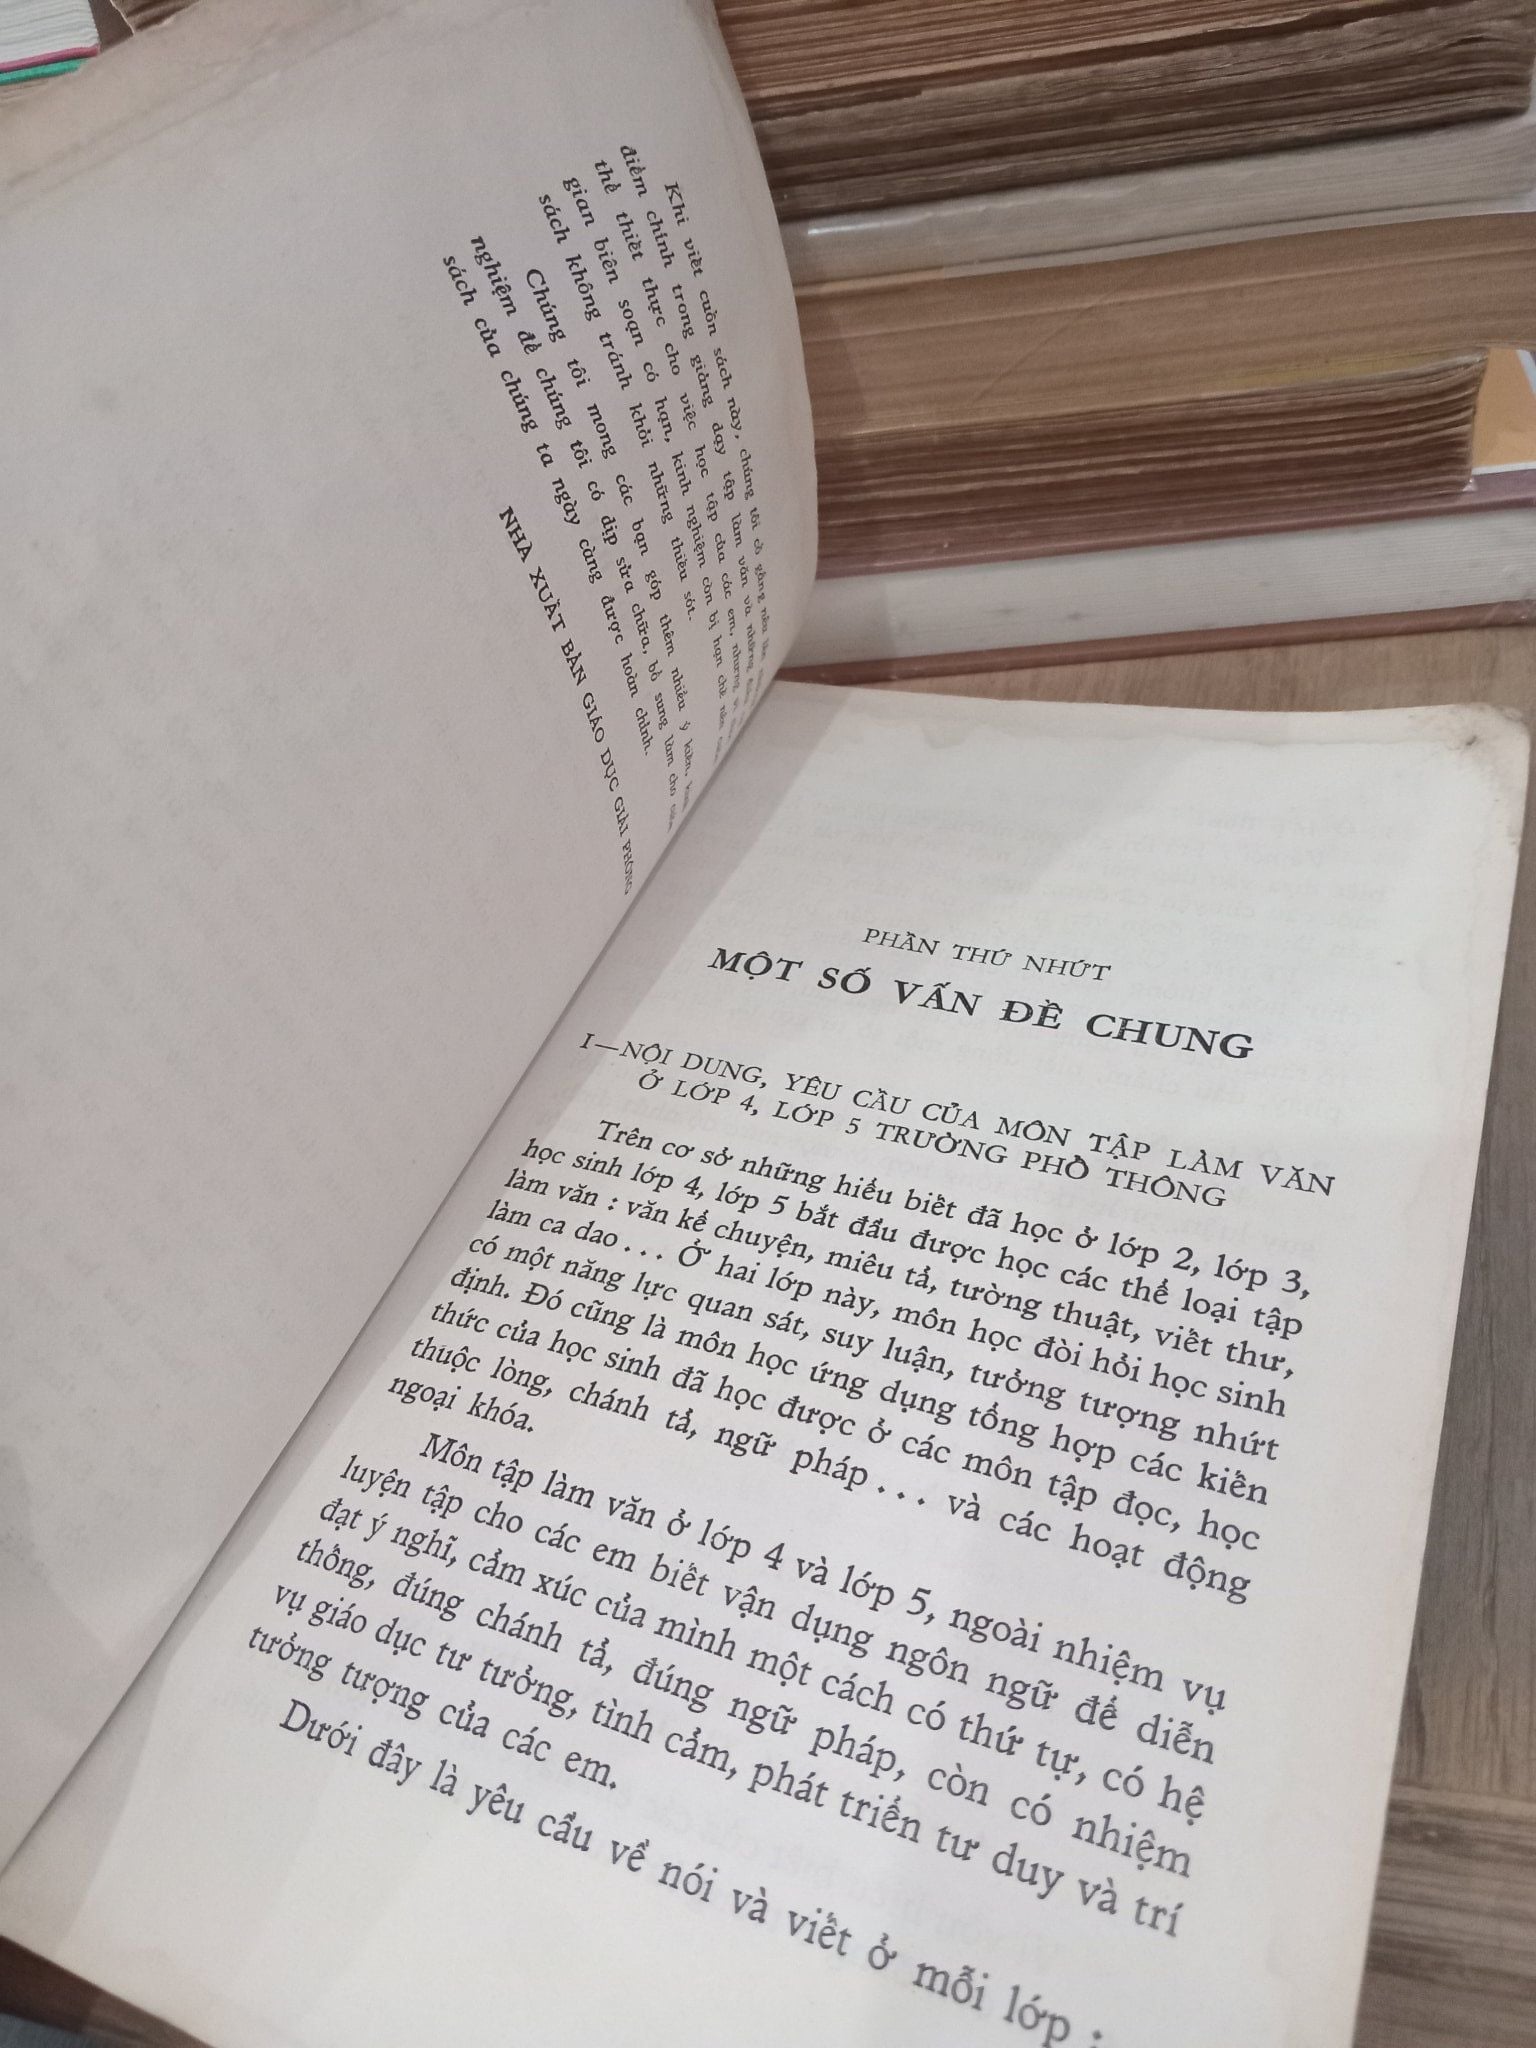 Khi viết cuốn sách này, chúng tôi cố gắng nêu lên
điểm chính trong giảng dạy tập làm văn và những
thể thiết thực cho việc học tập của các em, nhưng vì
gian biên soạn có hạn, kinh nghiệm còn bị hạn chế nên
sách không tránh khỏi những thiếu sót.
Chúng tôi mong các bạn góp thêm nhiều ý kiến,
nghiệm để chúng tôi có dịp sửa chữa, bổ sung làm cho
sách của chúng ta ngày càng được hoàn chỉnh.
NHÀ XUẤT BẢN GIÁO DỤC GIẢI PHÓNG
PHẦN THỨ NHỨT
MỘT SỐ VẤN ĐỀ CHUNG
I—NỘI DUNG, YÊU CẦU CỦA MÔN TẬP LÀM VĂN
Ở LỚP 4, LỚP 5 TRƯỜNG PHỔ THÔNG
Trên cơ sở những hiểu biết đã học ở lớp 2, lớp 3,
học sinh lớp 4, lớp 5 bắt đầu được học các thể loại tập
làm văn : văn kể chuyện, miêu tả, tường thuật, viết thư,
làm ca dao... Ở hai lớp này, môn học đòi hỏi học sinh
có một năng lực quan sát, suy luận, tưởng tượng nhứt
định. Đó cũng là môn học ứng dụng tổng hợp các kiến
thức của học sinh đã học được ở các môn tập đọc, học
thuộc lòng, chánh tả, ngữ pháp... và các hoạt động
ngoại khóa.
Môn tập làm văn ở lớp 4 và lớp 5, ngoài nhiệm vụ
luyện tập cho các em biết vận dụng ngôn ngữ để diễn
đạt ý nghĩ, cảm xúc của mình một cách có thứ tự, có hệ
thống, đúng chánh tả, đúng ngữ pháp, còn có nhiệm
vụ giáo dục tư tưởng, tình cảm, phát triển tư duy và trí
tưởng tượng của các em.
Dưới đây là yêu cầu về nói và viết ở mỗi lớp :